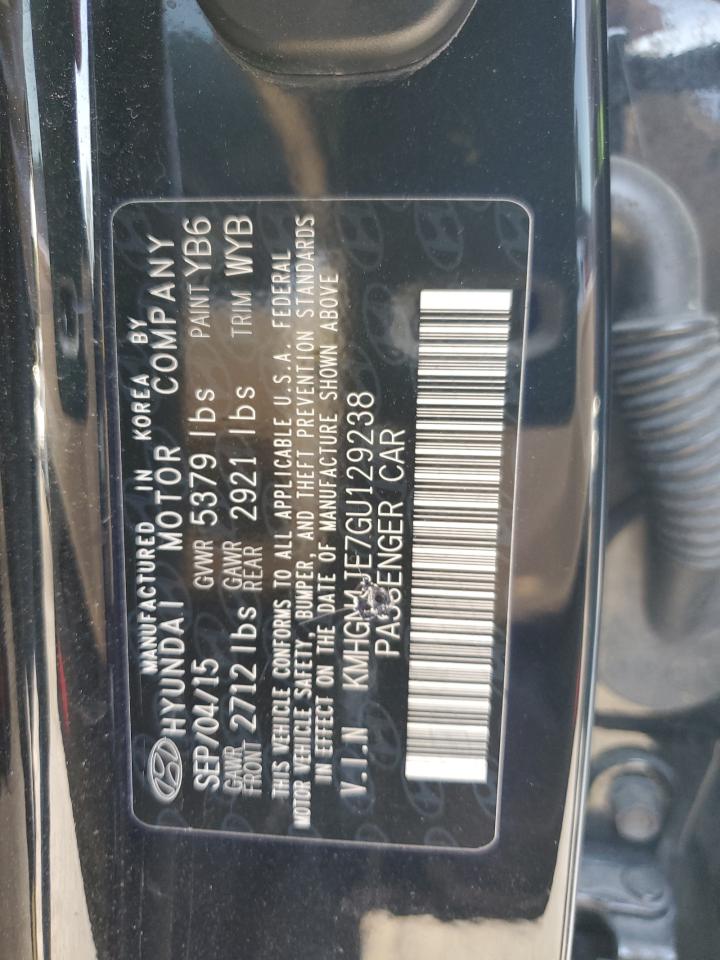 MANUFACTURED IN KOREA BY
HYUNDAI MOTOR COMPANY
SEP/04/15 GVWR 5379 lbs PAINT YB6
GAWR FRONT 2712 lbs GAWR REAR 2921 lbs TRIM WYB
THIS VEHICLE CONFORMS TO ALL APPLICABLE U.S.A. FEDERAL
MOTOR VEHICLE SAFETY, BUMPER, AND THEFT PREVENTION STANDARDS
IN EFFECT ON THE DATE OF MANUFACTURE SHOWN ABOVE
V.I.N
PASSENGER CAR